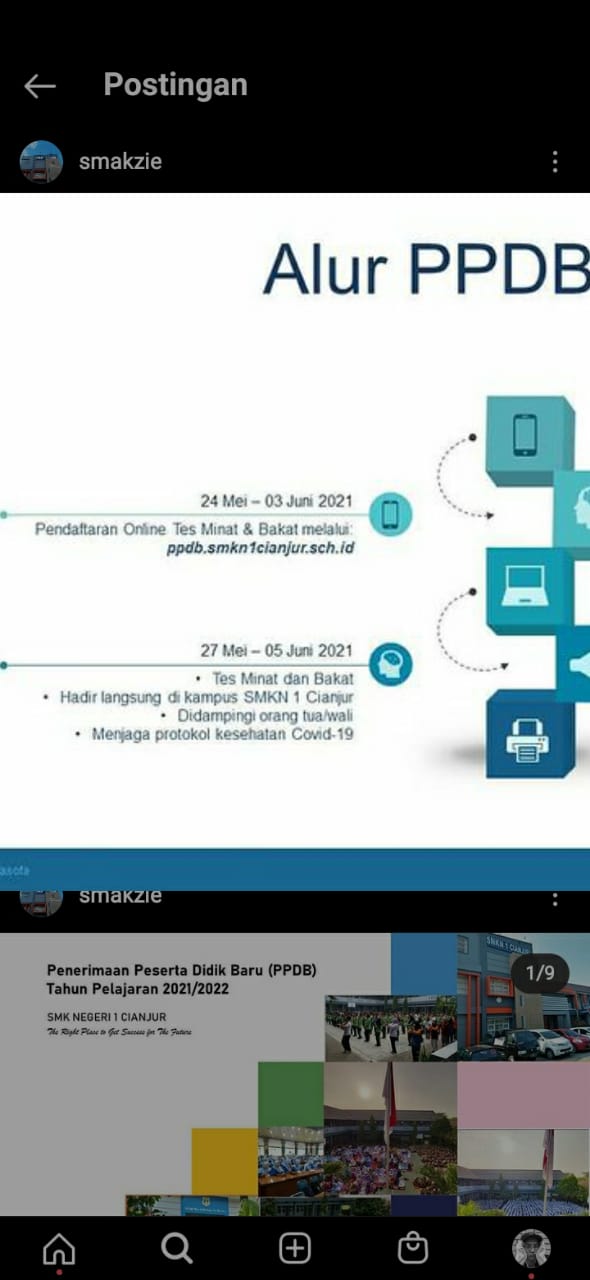 Postingan
smakzie
Alur PPDB
24 Mei – 03 Juni 2021
Pendaftaran Online Tes Minat & Bakat melalui:
ppdb.smkn1cianjur.sch.id
27 Mei – 05 Juni 2021
• Tes Minat dan Bakat
• Hadir langsung di kampus SMKN 1 Cianjur
• Didampingi orang tua/wali
• Menjaga protokol kesehatan Covid-19
smakzie
Penerimaan Peserta Didik Baru (PPDB)
Tahun Pelajaran 2021/2022
SMK NEGERI 1 CIANJUR
The Right Place to Get Success for The Future
SMKN 1 CIANJUR
1/9